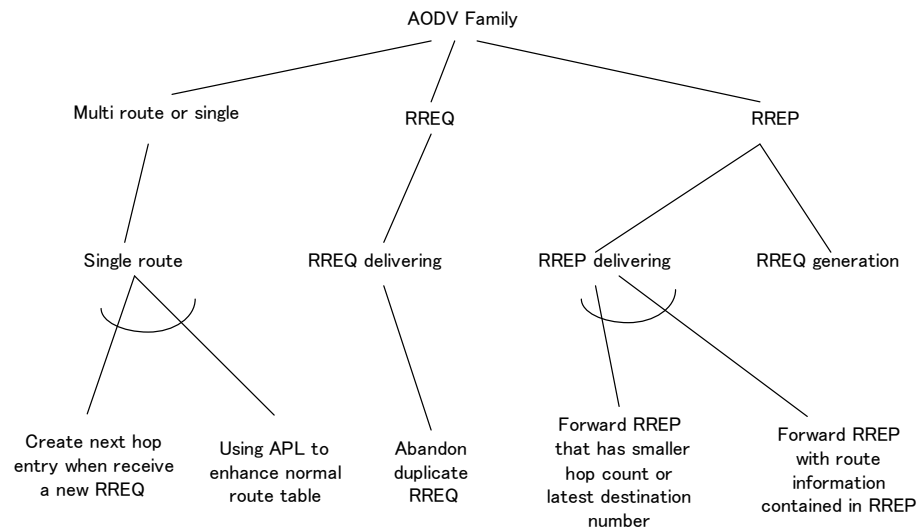 AODV Family
Multi route or single
RREQ
RREP
Single route
RREQ delivering
RREP delivering
RREQ generation
Create next hop
entry when receive
a new RREQ
Using APL to
enhance normal
route table
Abandon
duplicate
RREQ
Forward RREP
that has smaller
hop count or
latest destination
number
Forward RREP
with route
information
contained in RREP